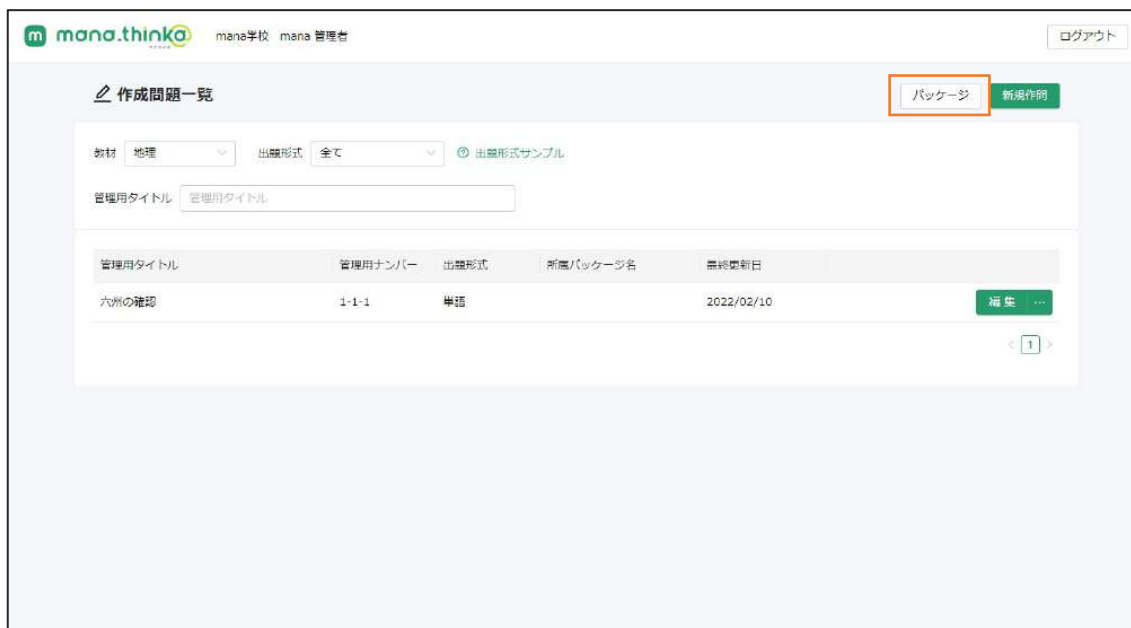 m mana.think@ mana学校 mana 管理者 ログアウト
作成問題一覧 パッケージ 新規作問
教材 地理 出題形式 全て ? 出題形式サンプル
管理用タイトル 管理用タイトル
管理用タイトル 管理用ナンバー 出題形式 所属パッケージ名 最終更新日
六州の確認 1-1-1 単語 2022/02/10 編集 ...
< 1 >